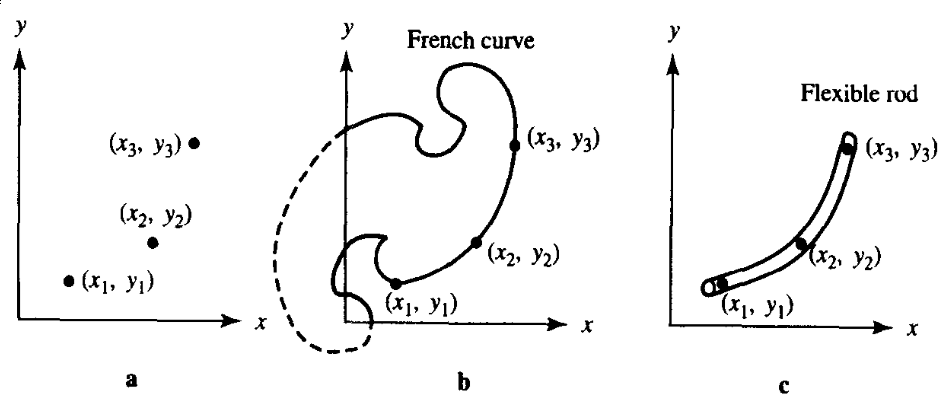 y
(x₃, y₃)
(x₂, y₂)
(x₁, y₁)
x
a
y
French curve
(x₃, y₃)
(x₂, y₂)
(x₁, y₁)
x
b
y
Flexible rod
(x₃, y₃)
(x₂, y₂)
(x₁, y₁)
x
c